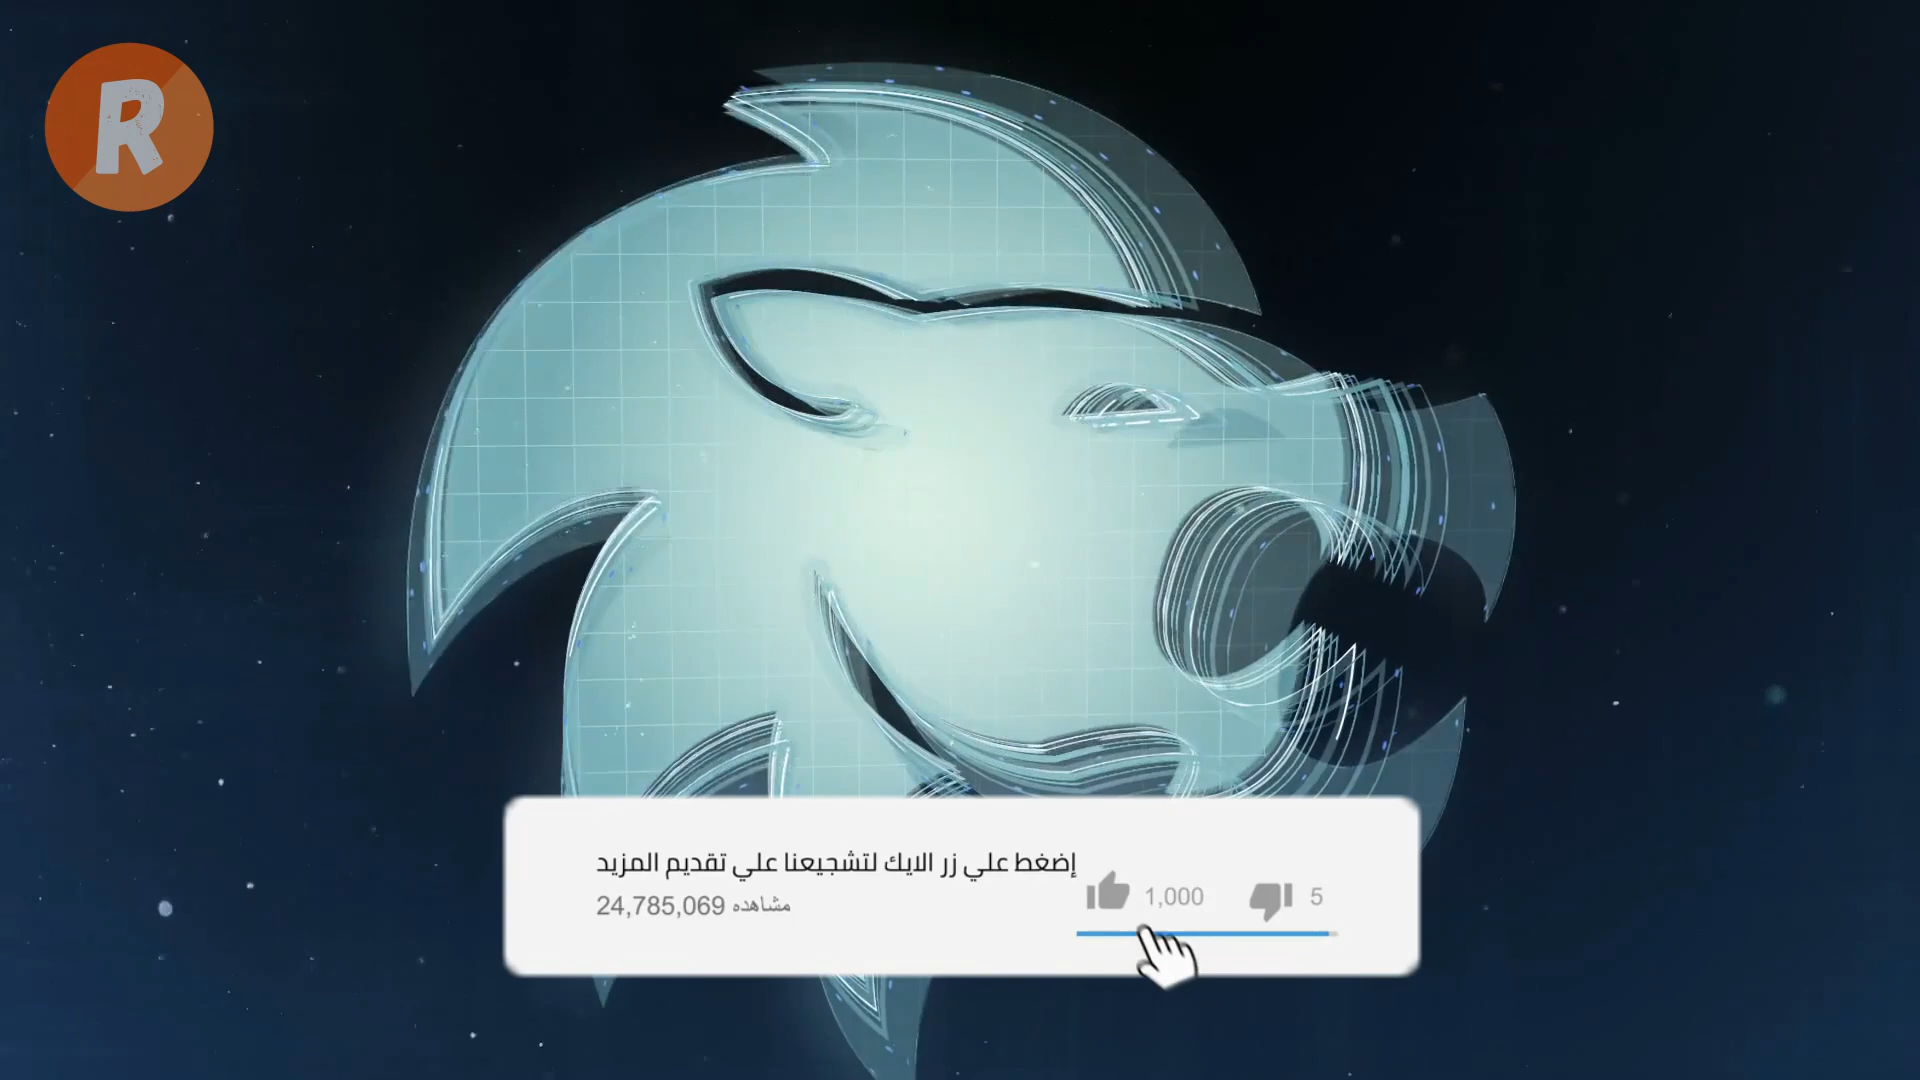 R
إضغط علي زر الايك لتشجيعنا علي تقديم المزيد
24,785,069 مشاهده
1,000
5